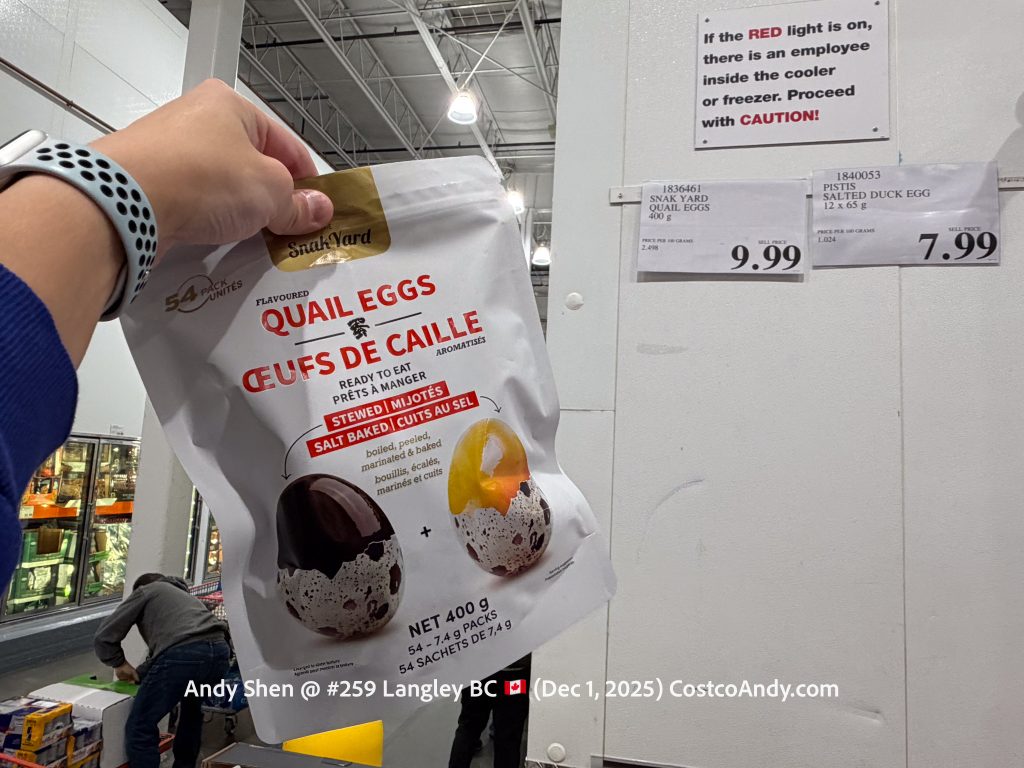 If the RED light is on,
there is an employee
inside the cooler
or freezer. Proceed
with CAUTION!
1836461
SNAK YARD
QUAIL EGGS
400 g
PRICE PER 100 GRAMS
2.498
SELL PRICE
9.99
1840053
PISTIS
SALTED DUCK EGG
12 x 65 g
PRICE PER 100 GRAMS
1.024
SELL PRICE
7.99
SnakYard
54 PACK
UNITÉS
FLAVOURED
QUAIL EGGS
ŒUFS DE CAILLE
AROMATISÉS
READY TO EAT
PRÊTS À MANGER
STEWED | MIJOTÉS
SALT BAKED | CUITS AU SEL
boiled, peeled,
marinated & baked
bouillis, écalés,
marinés et cuits
+
NET 400 g
54 - 7.4 g PACKS
54 SACHETS DE 7,4 g
Andy Shen @ #259 Langley BC 🇨🇦 (Dec 1, 2025) CostcoAndy.com